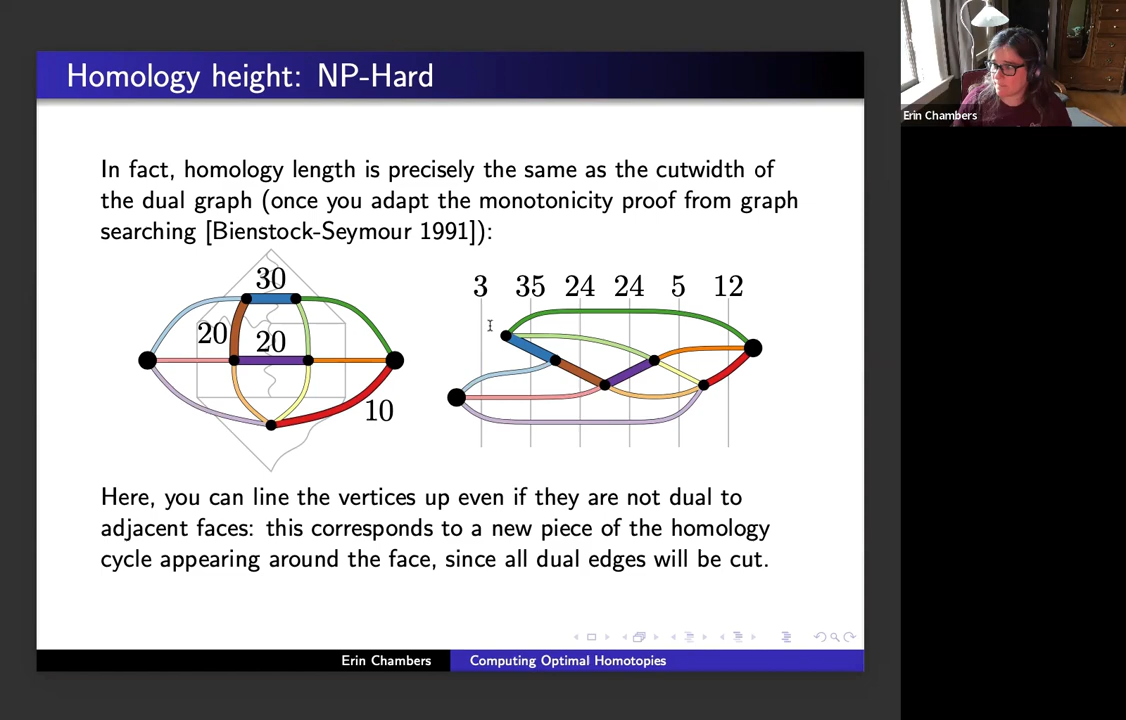 Homology height: NP-Hard
Erin Chambers
In fact, homology length is precisely the same as the cutwidth of
the dual graph (once you adapt the monotonicity proof from graph
searching [Bienstock-Seymour 1991]):
30
20
20
10
3 35 24 24 5 12
Here, you can line the vertices up even if they are not dual to
adjacent faces: this corresponds to a new piece of the homology
cycle appearing around the face, since all dual edges will be cut.
Erin Chambers
Computing Optimal Homotopies